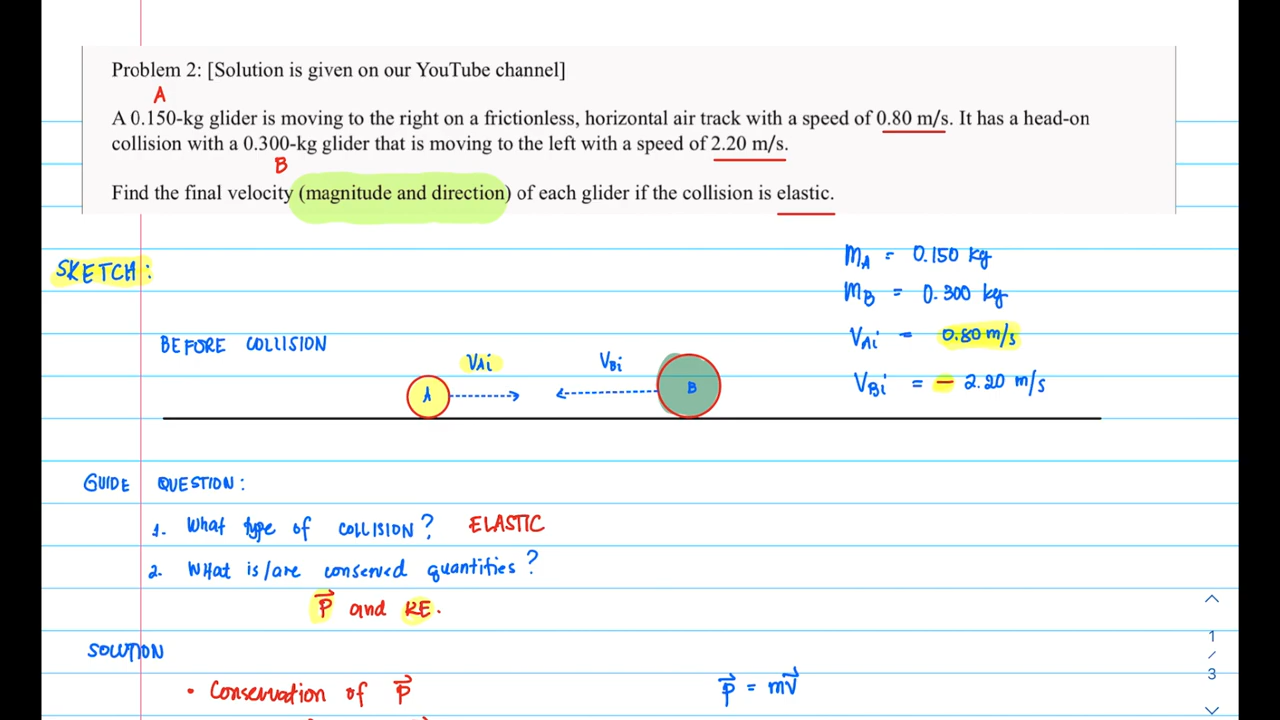 Problem 2: [Solution is given on our YouTube channel]
A
A 0.150-kg glider is moving to the right on a frictionless, horizontal air track with a speed of 0.80 m/s. It has a head-on
collision with a 0.300-kg glider that is moving to the left with a speed of 2.20 m/s.
B
Find the final velocity (magnitude and direction) of each glider if the collision is elastic.
SKETCH:
mA = 0.150 kg
mB = 0.300 kg
BEFORE COLLISION
VAi = 0.80 m/s
VAi
VBi
VBi = - 2.20 m/s
A
B
GUIDE QUESTION:
1. What type of COLLISION? ELASTIC
2. WHat is/are conserved quantities?
P⃗ and KE.
1
/
3
SOLUTION
• Conservation of P⃗
P⃗ = mV⃗